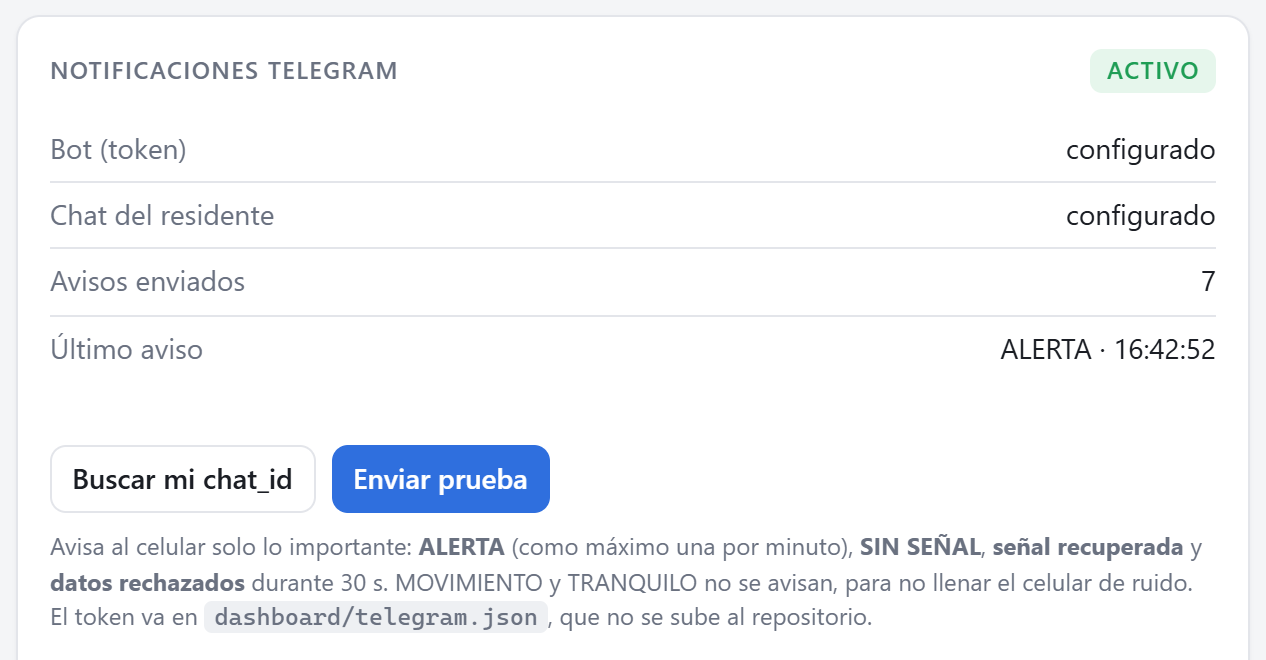 NOTIFICACIONES TELEGRAM
ACTIVO
Bot (token)
configurado
Chat del residente
configurado
Avisos enviados
7
Último aviso
ALERTA · 16:42:52
Buscar mi chat_id
Enviar prueba
Avisa al celular solo lo importante: ALERTA (como máximo una por minuto), SIN SEÑAL, señal recuperada y
datos rechazados durante 30 s. MOVIMIENTO y TRANQUILO no se avisan, para no llenar el celular de ruido.
El token va en dashboard/telegram.json, que no se sube al repositorio.